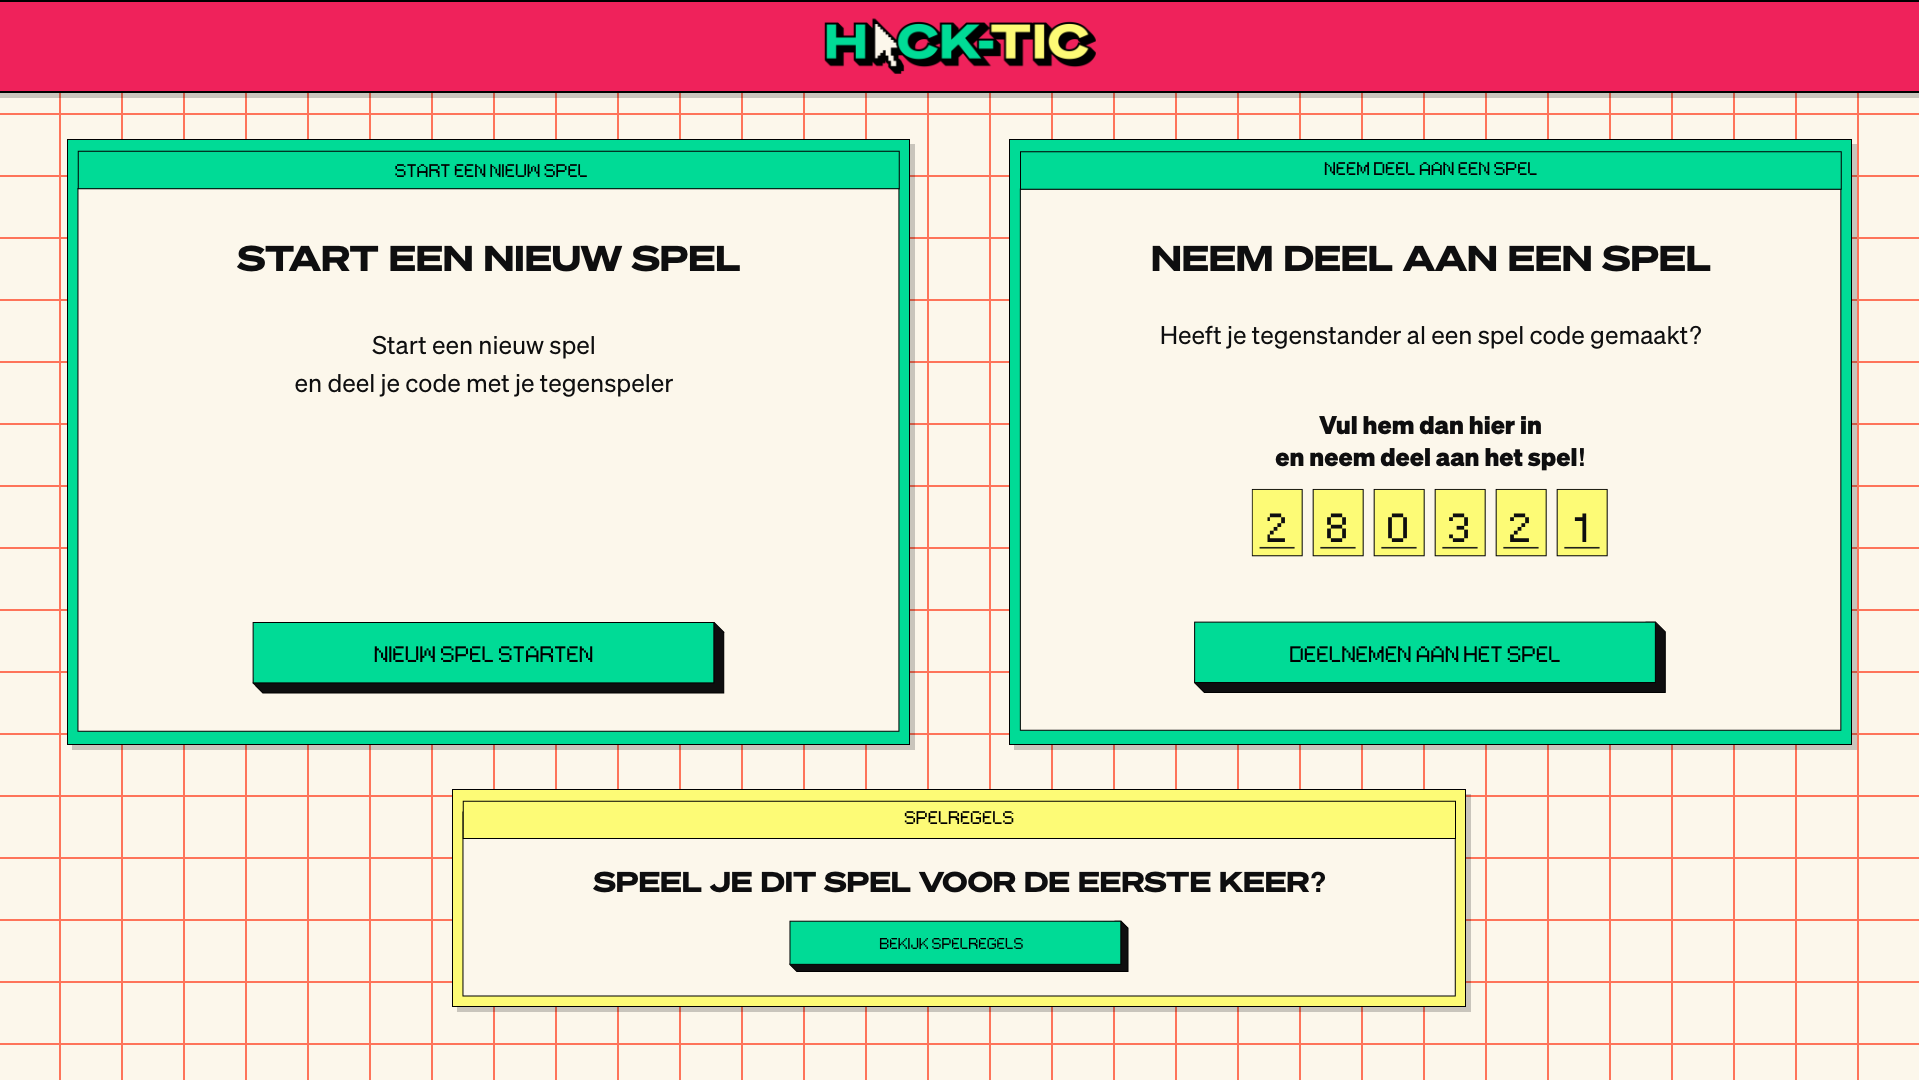 HACK-TIC
START EEN NIEUW SPEL
START EEN NIEUW SPEL
Start een nieuw spel
en deel je code met je tegenspeler
NIEUW SPEL STARTEN
NEEM DEEL AAN EEN SPEL
NEEM DEEL AAN EEN SPEL
Heeft je tegenstander al een spel code gemaakt?
Vul hem dan hier in
en neem deel aan het spel!
2 8 0 3 2 1
DEELNEMEN AAN HET SPEL
SPELREGELS
SPEEL JE DIT SPEL VOOR DE EERSTE KEER?
BEKIJK SPELREGELS